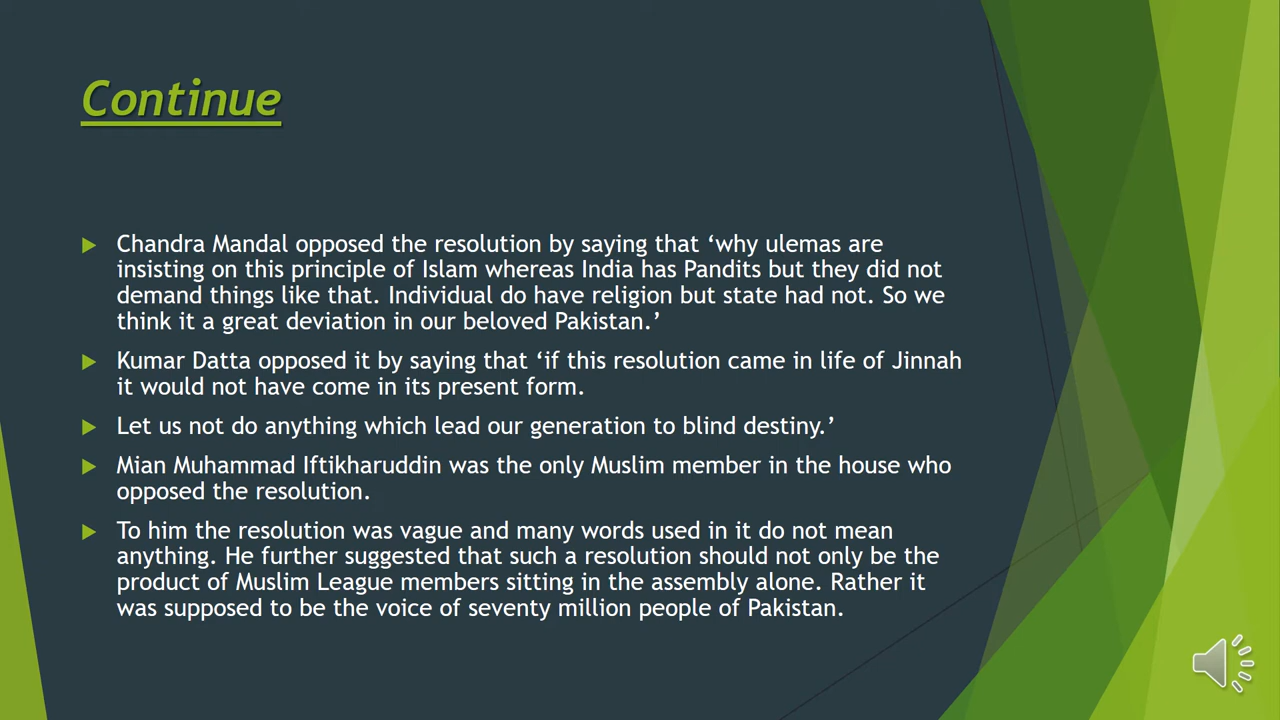 Continue
Chandra Mandal opposed the resolution by saying that ‘why ulemas are
insisting on this principle of Islam whereas India has Pandits but they did not
demand things like that. Individual do have religion but state had not. So we
think it a great deviation in our beloved Pakistan.’
Kumar Datta opposed it by saying that ‘if this resolution came in life of Jinnah
it would not have come in its present form.
Let us not do anything which lead our generation to blind destiny.’
Mian Muhammad Iftikharuddin was the only Muslim member in the house who
opposed the resolution.
To him the resolution was vague and many words used in it do not mean
anything. He further suggested that such a resolution should not only be the
product of Muslim League members sitting in the assembly alone. Rather it
was supposed to be the voice of seventy million people of Pakistan.